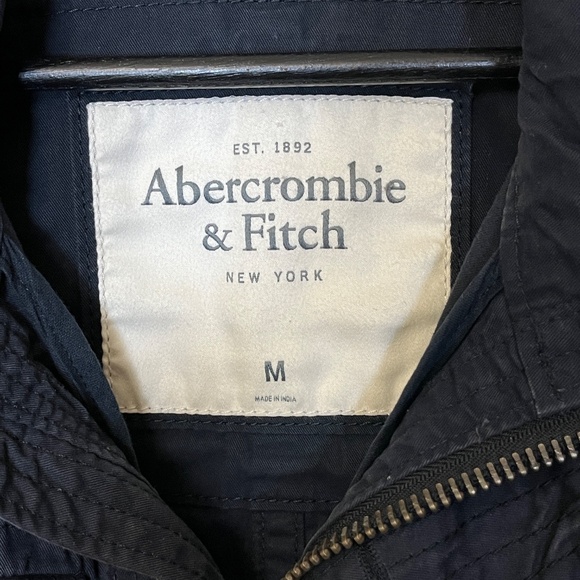 EST. 1892
Abercrombie
& Fitch
NEW YORK
M
MADE IN INDIA